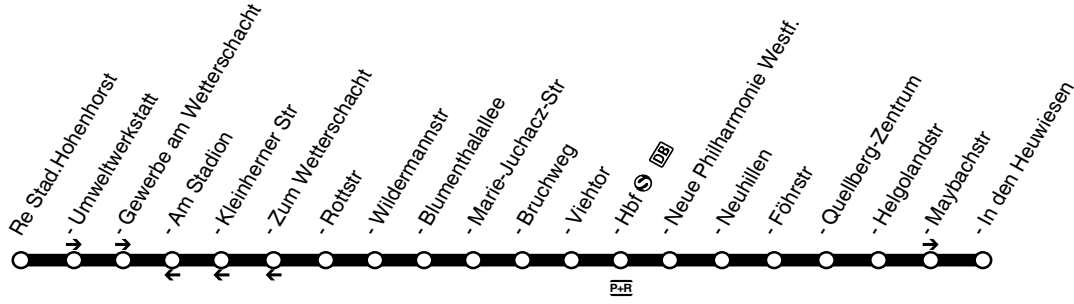 Re Stad.Hohenhorst
- Umweltwerkstatt
- Gewerbe am Wetterschacht
- Am Stadion
- Kleinherner Str
- Zum Wetterschacht
- Rottstr
- Wildermannstr
- Blumenthalallee
- Marie-Juchacz-Str
- Bruchweg
- Viehtor
- Hbf S DB
- Neue Philharmonie Westf.
- Neuhillen
- Föhrstr
- Quellberg-Zentrum
- Helgolandstr
- Maybachstr
- In den Heuwiesen
P+R